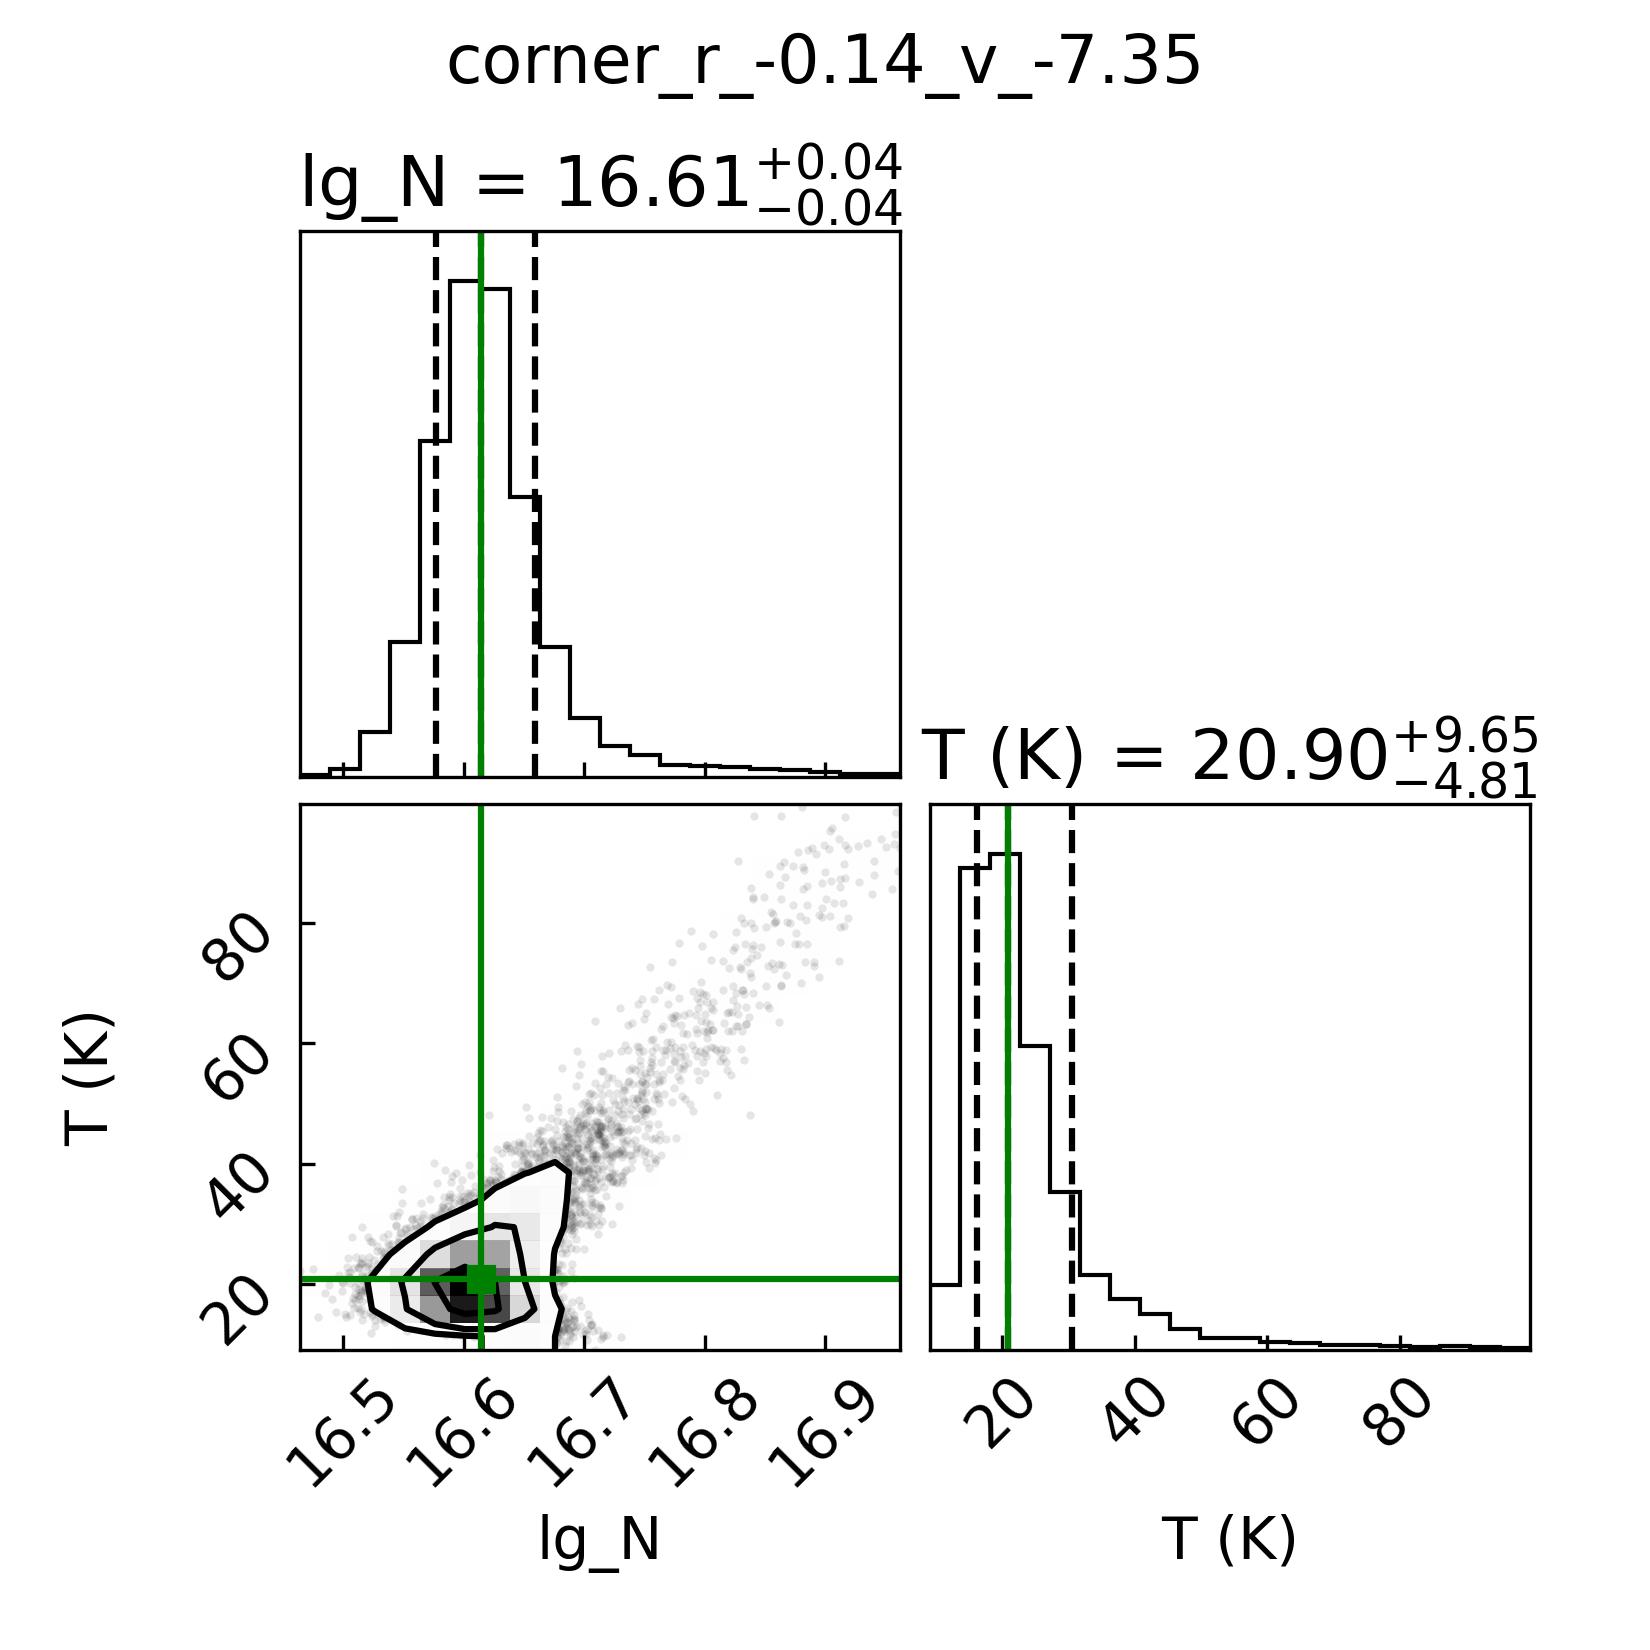 corner_r_-0.14_v_-7.35
lg_N = 16.61 +0.04 −0.04
T (K) = 20.90 +9.65 −4.81
T (K)
80
60
40
20
16.5 16.6 16.7 16.8 16.9
20 40 60 80
lg_N
T (K)